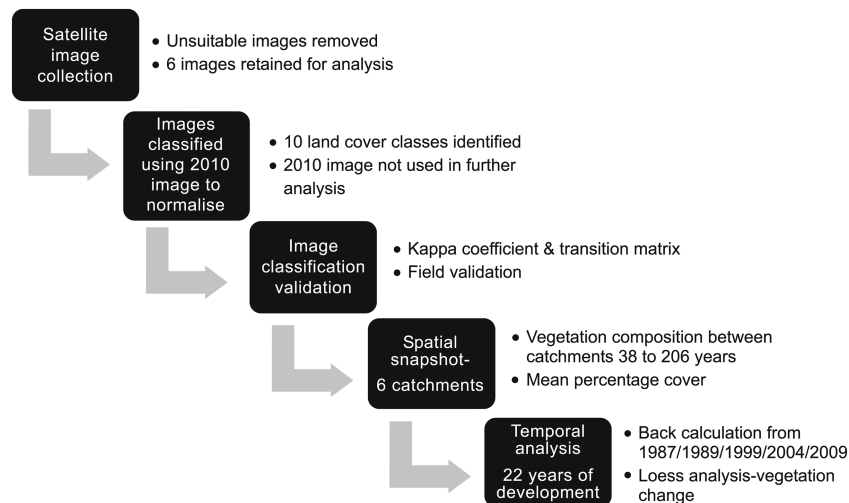 Satellite
image
collection
• Unsuitable images removed
• 6 images retained for analysis
Images
classified
using 2010
image to
normalise
• 10 land cover classes identified
• 2010 image not used in further
analysis
Image
classification
validation
• Kappa coefficient & transition matrix
• Field validation
Spatial
snapshot-
6 catchments
• Vegetation composition between
catchments 38 to 206 years
• Mean percentage cover
Temporal
analysis
22 years of
development
• Back calculation from
1987/1989/1999/2004/2009
• Loess analysis-vegetation
change